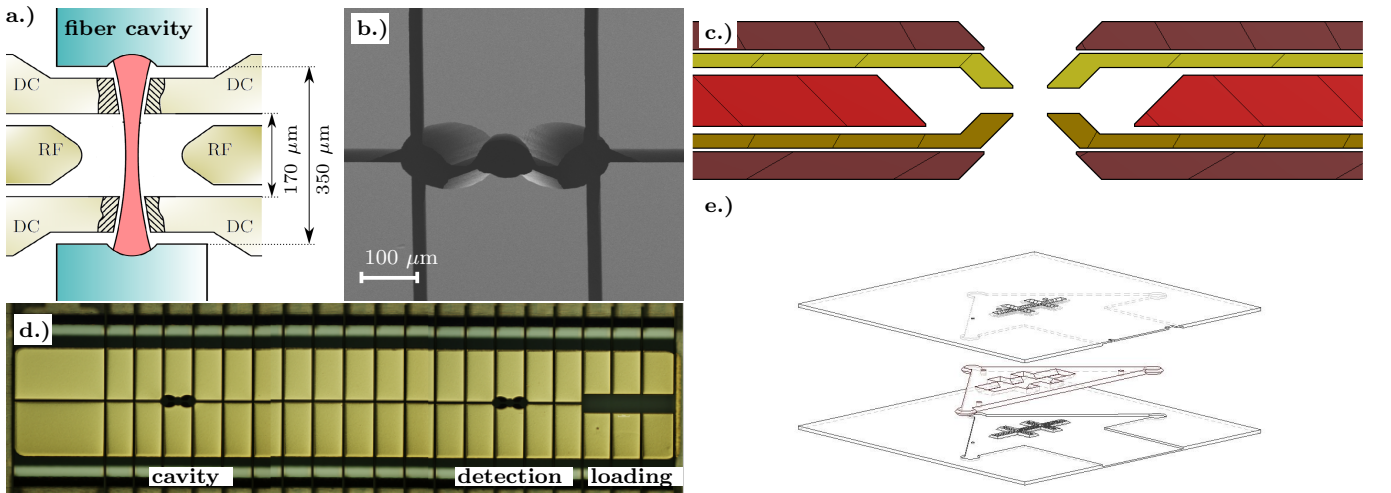 a.)
fiber cavity
DC
DC
RF
RF
DC
DC
170 µm
350 µm
b.)
100 µm
c.)
d.)
cavity
detection
loading
e.)